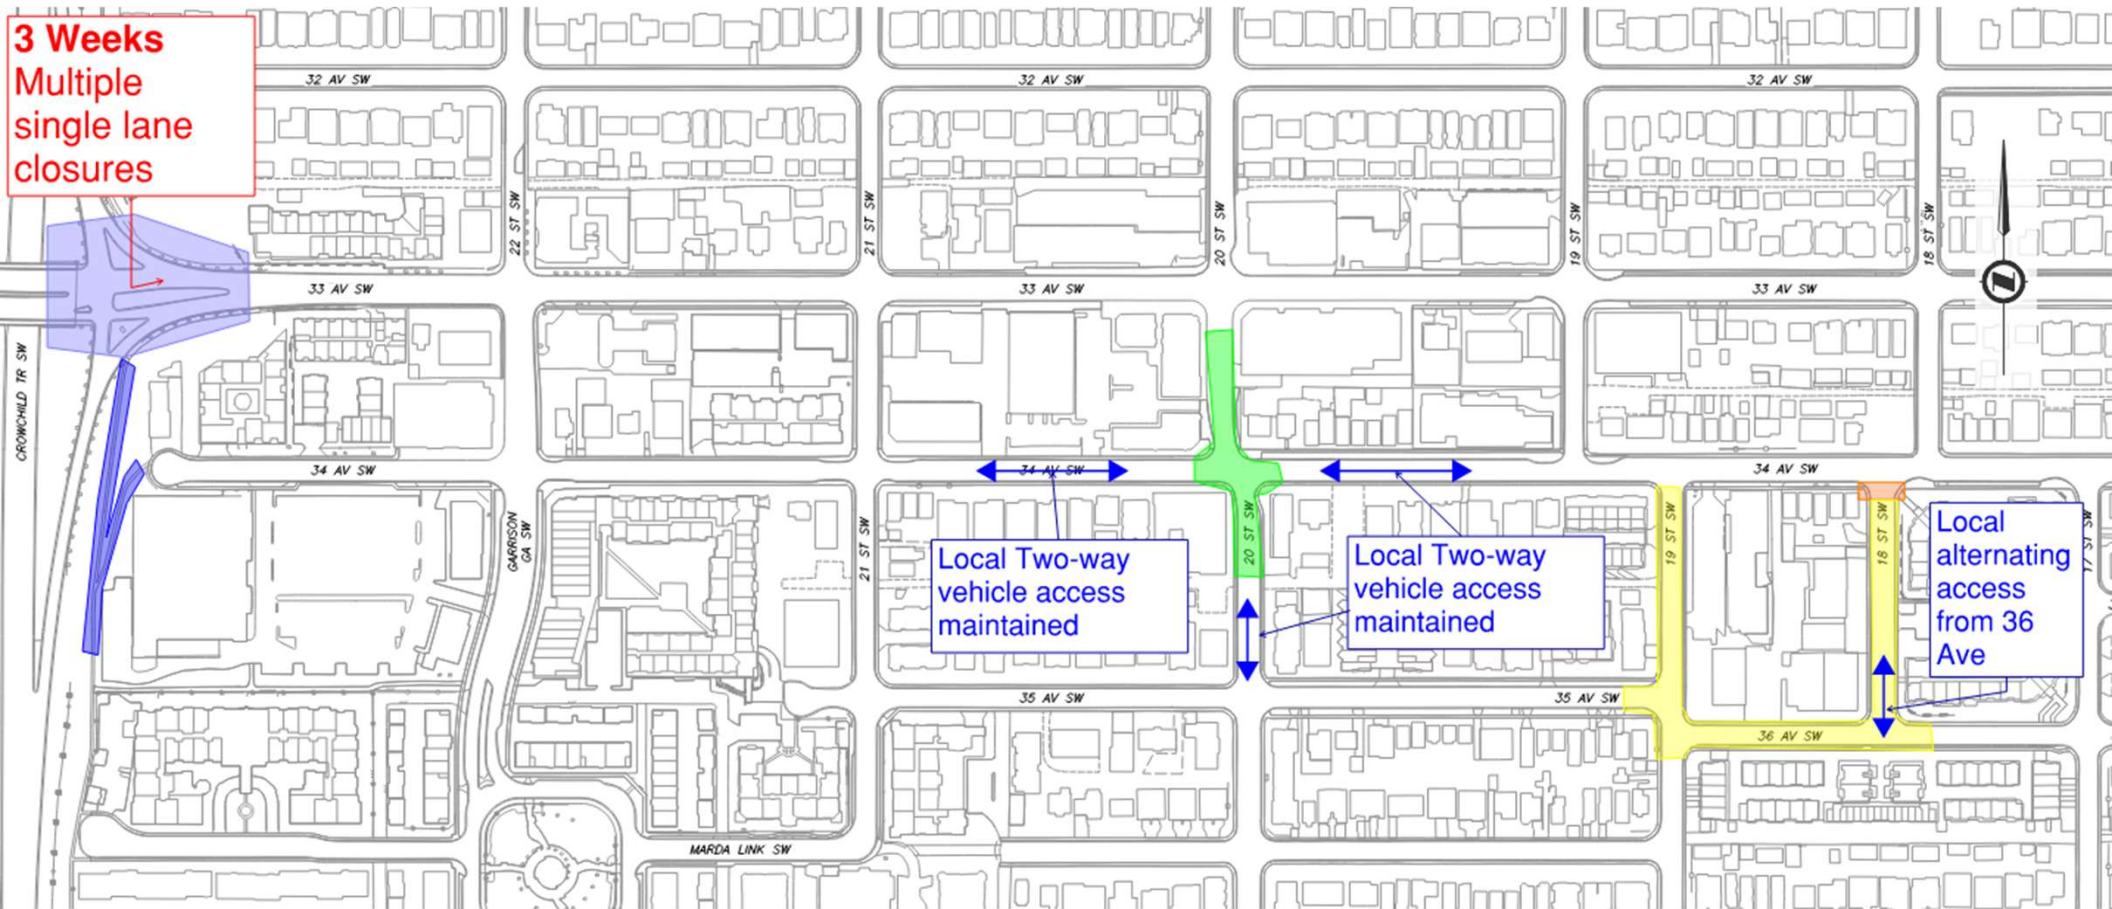 3 Weeks
Multiple
single lane
closures
32 AV SW
32 AV SW
32 AV SW
22 ST SW
21 ST SW
20 ST SW
19 ST SW
18 ST SW
33 AV SW
33 AV SW
33 AV SW
CROWCHILD TR SW
34 AV SW
34 AV SW
34 AV SW
GARRISON
GA SW
21 ST SW
20 ST SW
19 ST SW
18 ST SW
ST SW
Local Two-way
vehicle access
maintained
Local Two-way
vehicle access
maintained
Local
alternating
access
from 36
Ave
35 AV SW
35 AV SW
36 AV SW
MARDA LINK SW